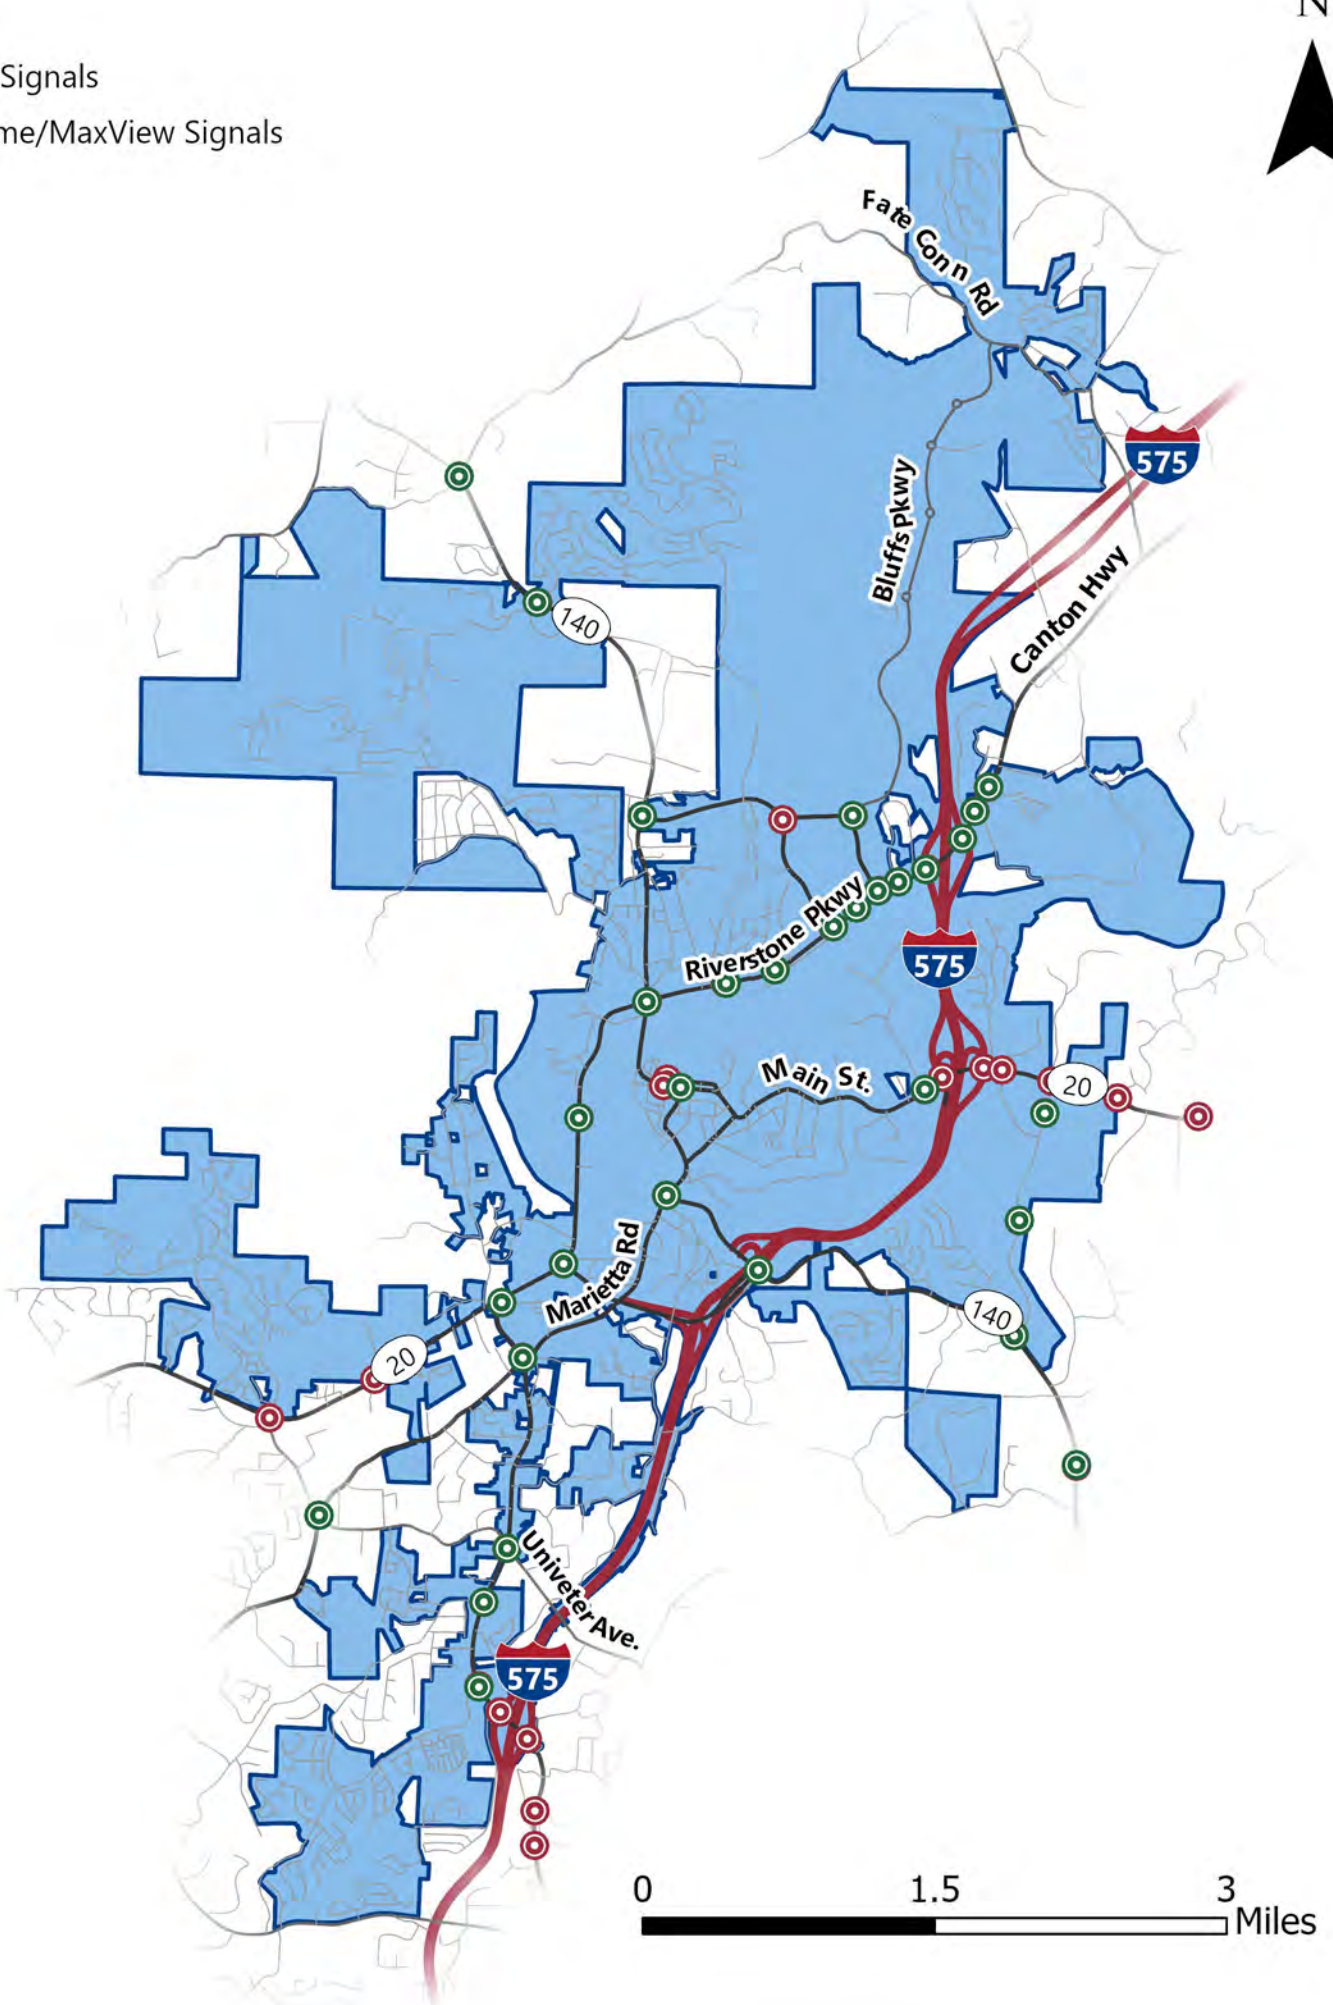 N
Signals
me/MaxView Signals
Fate Conn Rd
575
Bluffs Pkwy
Canton Hwy
140
Riverstone Pkwy
575
Main St.
20
Marietta Rd
140
20
Univeter Ave.
575
0 1.5 3
Miles